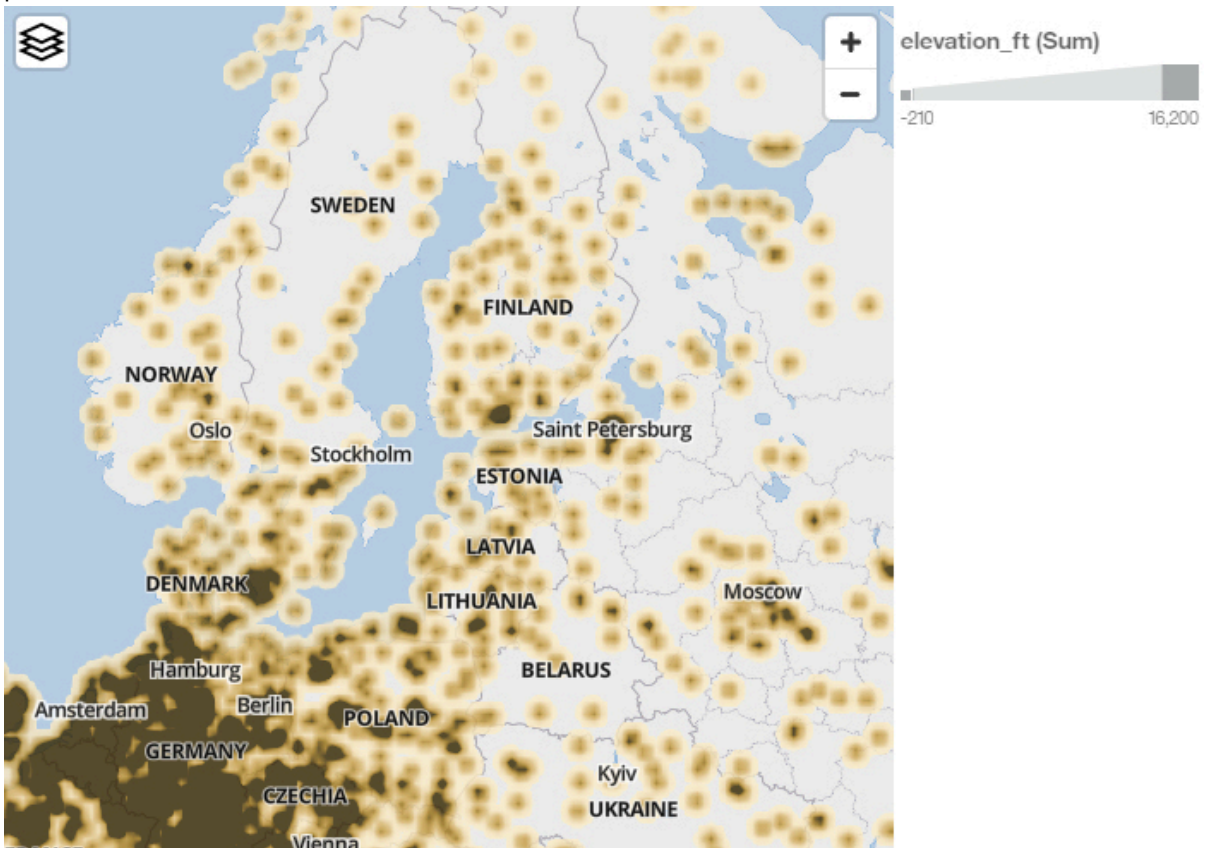 +
elevation_ft (Sum)
−
-210
16,200
SWEDEN
FINLAND
NORWAY
Oslo
Saint Petersburg
Stockholm
ESTONIA
LATVIA
DENMARK
Moscow
LITHUANIA
Hamburg
BELARUS
Berlin
Amsterdam
POLAND
GERMANY
Kyiv
CZECHIA
UKRAINE
Vienna